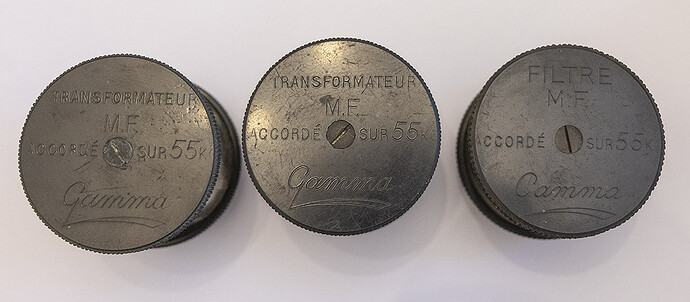 TRANSFORMATEUR
M.F.
ACCORDÉ SUR 55K
Gamma
TRANSFORMATEUR
M.F.
ACCORDÉ SUR 55K
Gamma
FILTRE
M.F.
ACCORDÉ SUR 55K
Gamma